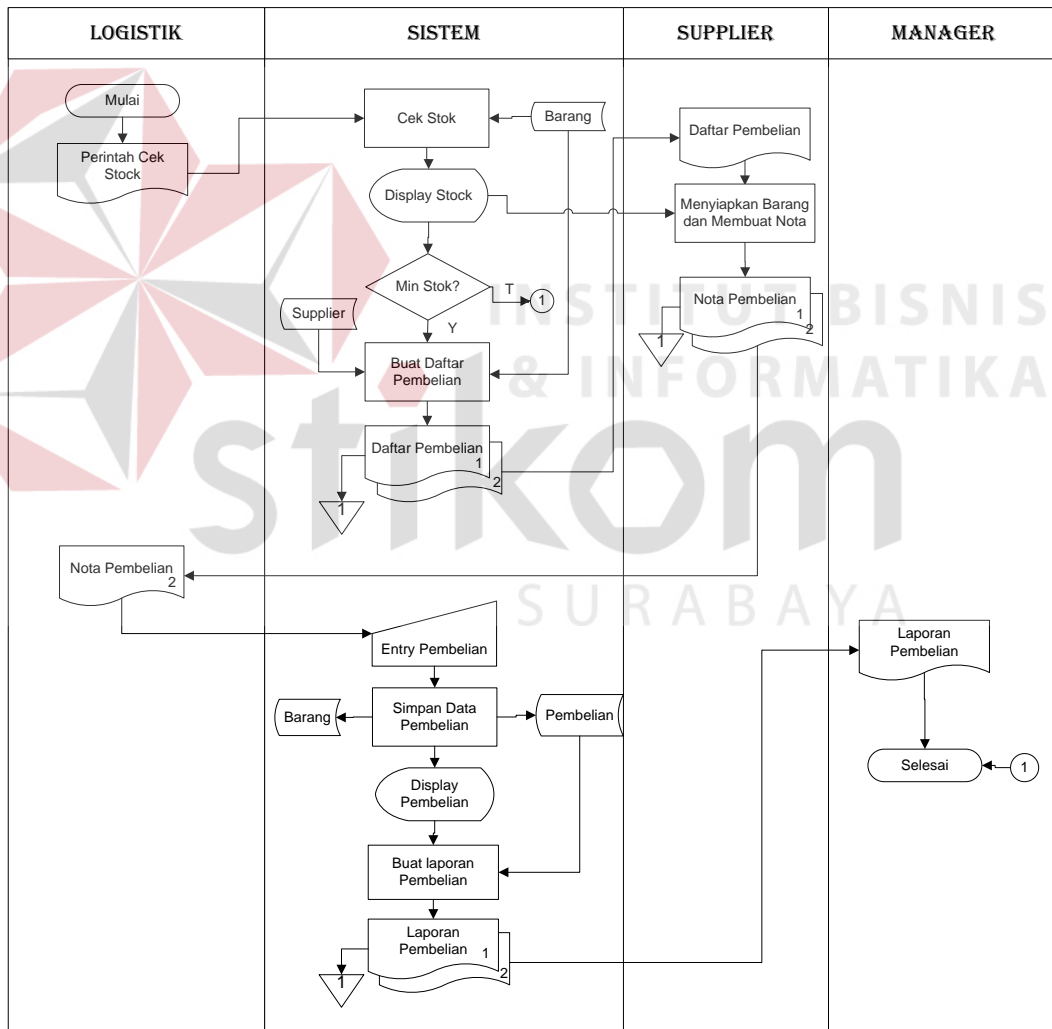 LOGISTIK
SISTEM
SUPPLIER
MANAGER
Mulai
Perintah Cek
Stock
Cek Stok
Barang
Display Stock
Min Stok?
T
1
Y
Supplier
Buat Daftar
Pembelian
Daftar Pembelian
1
2
1
Daftar Pembelian
Menyiapkan Barang
dan Membuat Nota
Nota Pembelian
1
2
1
INSTITUT BISNIS
& INFORMATIKA
stikom
SURABAYA
Nota Pembelian
2
Entry Pembelian
Simpan Data
Pembelian
Barang
Pembelian
Display
Pembelian
Buat laporan
Pembelian
Laporan
Pembelian
1
2
1
Laporan
Pembelian
Selesai
1